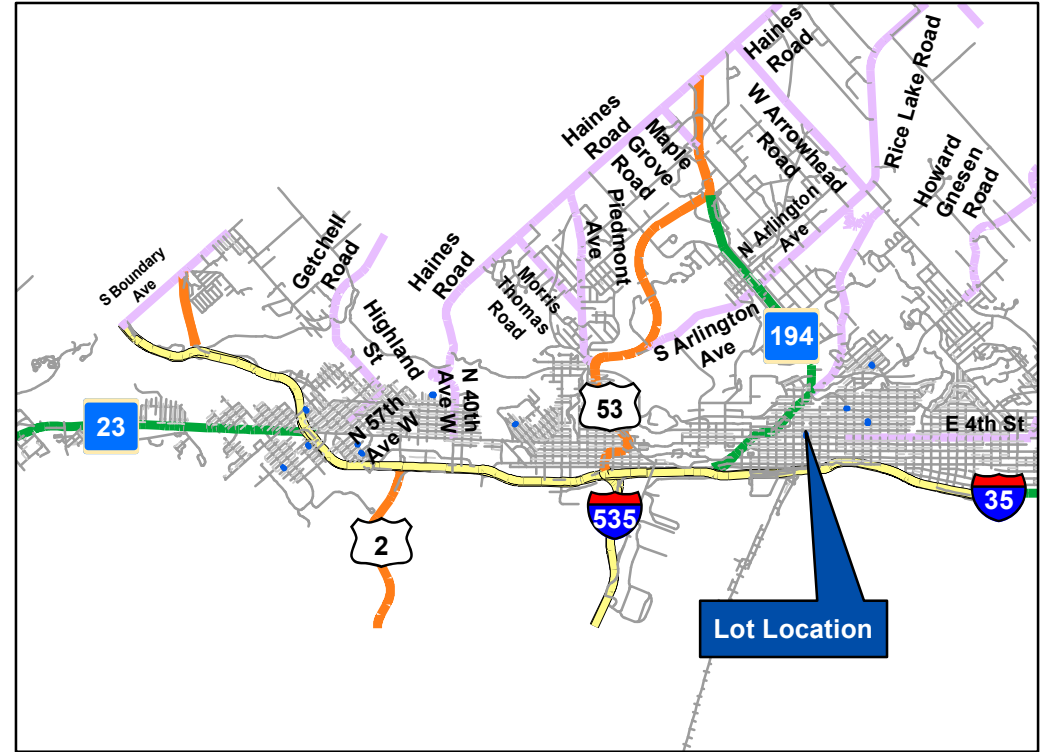 Haines
Road
Rice Lake Road
W Arrowhead
Road
Haines
Road
Maple
Grove
Road
Howard
Gnesen
Road
Piedmont
Ave
N Arlington
Ave
Getchell
Road
S Boundary
Ave
Haines
Road
Morris
Thomas
Road
Highland
St
S Arlington
Ave
194
N 40th
Ave W
53
23
N 57th
Ave W
E 4th St
35
535
2
Lot Location